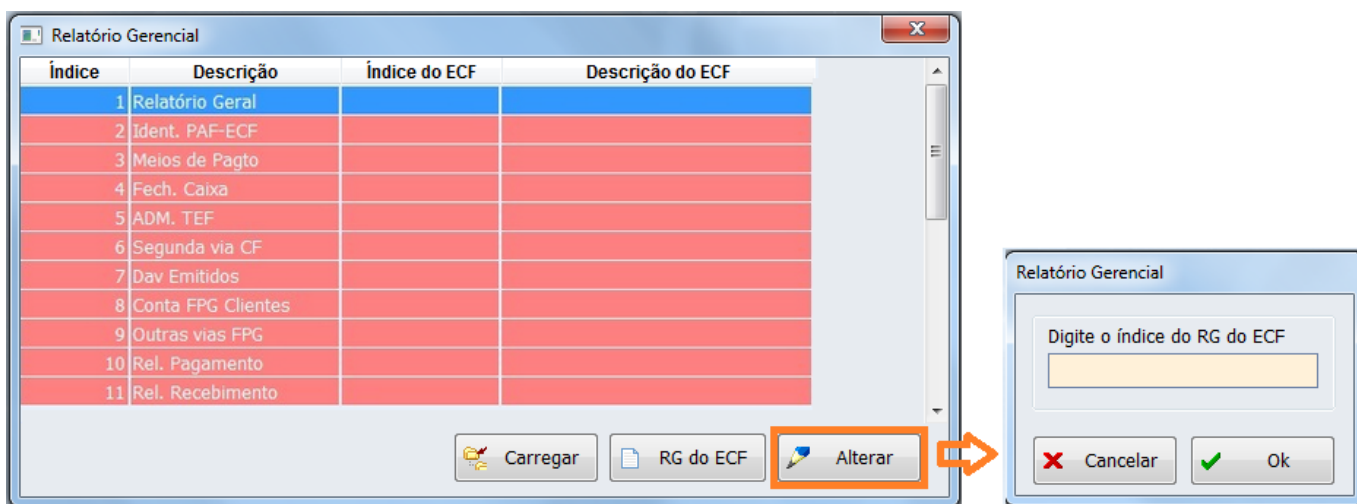 Relatório Gerencial
Índice Descrição Índice do ECF Descrição do ECF
1 Relatório Geral
2 Ident. PAF-ECF
3 Meios de Pagto
4 Fech. Caixa
5 ADM. TEF
6 Segunda via CF
7 Dav Emitidos
8 Conta FPG Clientes
9 Outras vias FPG
10 Rel. Pagamento
11 Rel. Recebimento
Carregar RG do ECF Alterar
Relatório Gerencial
Digite o índice do RG do ECF
Cancelar Ok